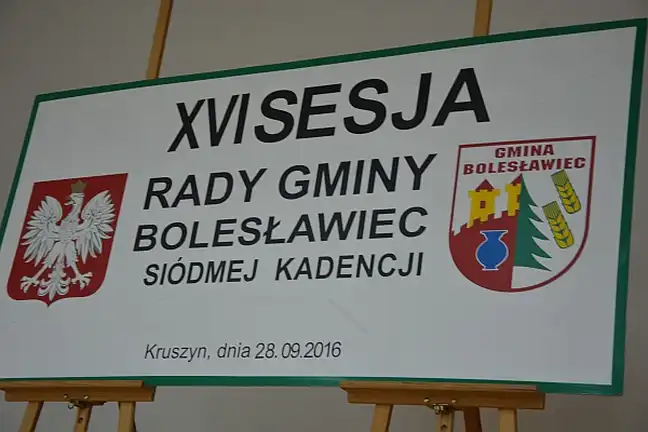 XVI SESJA
RADY GMINY
BOLESŁAWIEC
SIÓDMEJ KADENCJI
GMINA
BOLESŁAWIEC
Kruszyn, dnia 28.09.2016